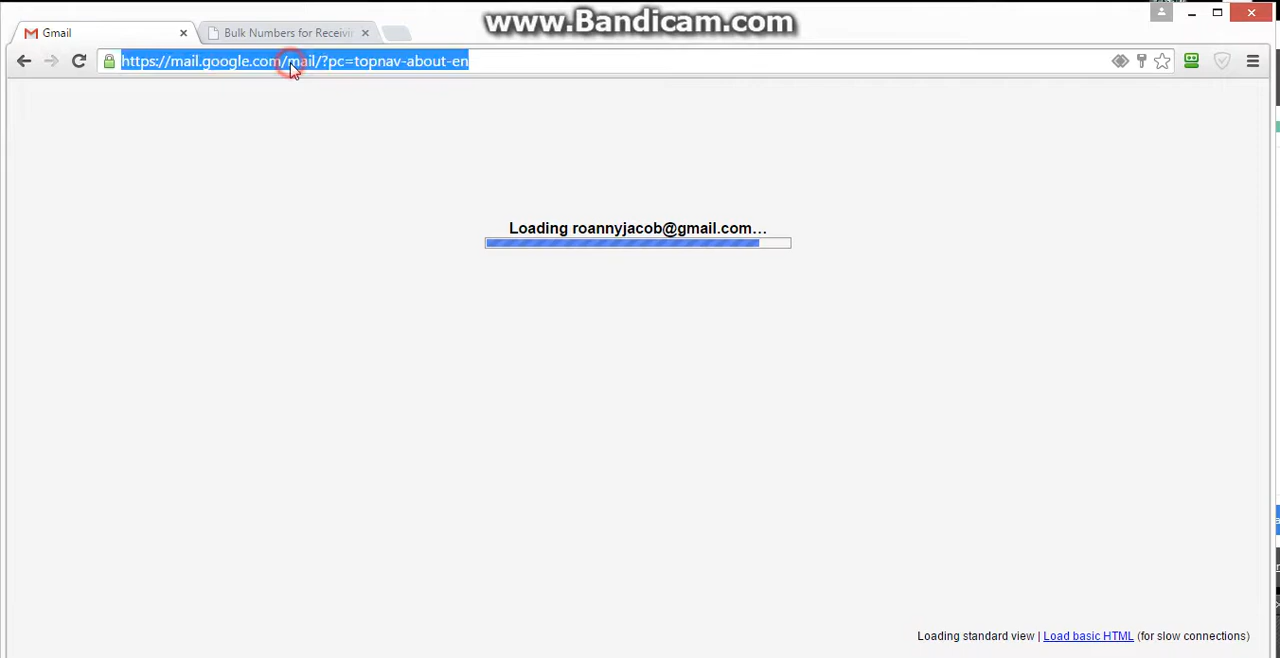 www.Bandicam.com
Gmail
Bulk Numbers for Receivi
https://mail.google.com/mail/?pc=topnav-about-en
Loading roannyjacob@gmail.com...
Loading standard view | Load basic HTML (for slow connections)